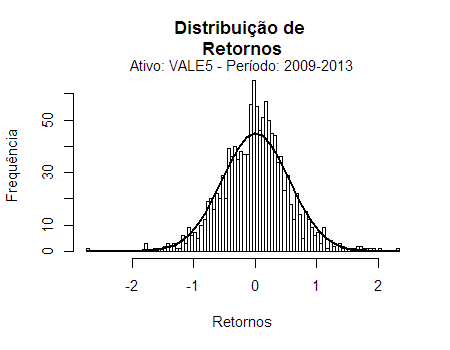 Distribuição de
Retornos
Ativo: VALE5 - Período: 2009-2013
Frequência
50
30
10
0
-2
-1
0
1
2
Retornos